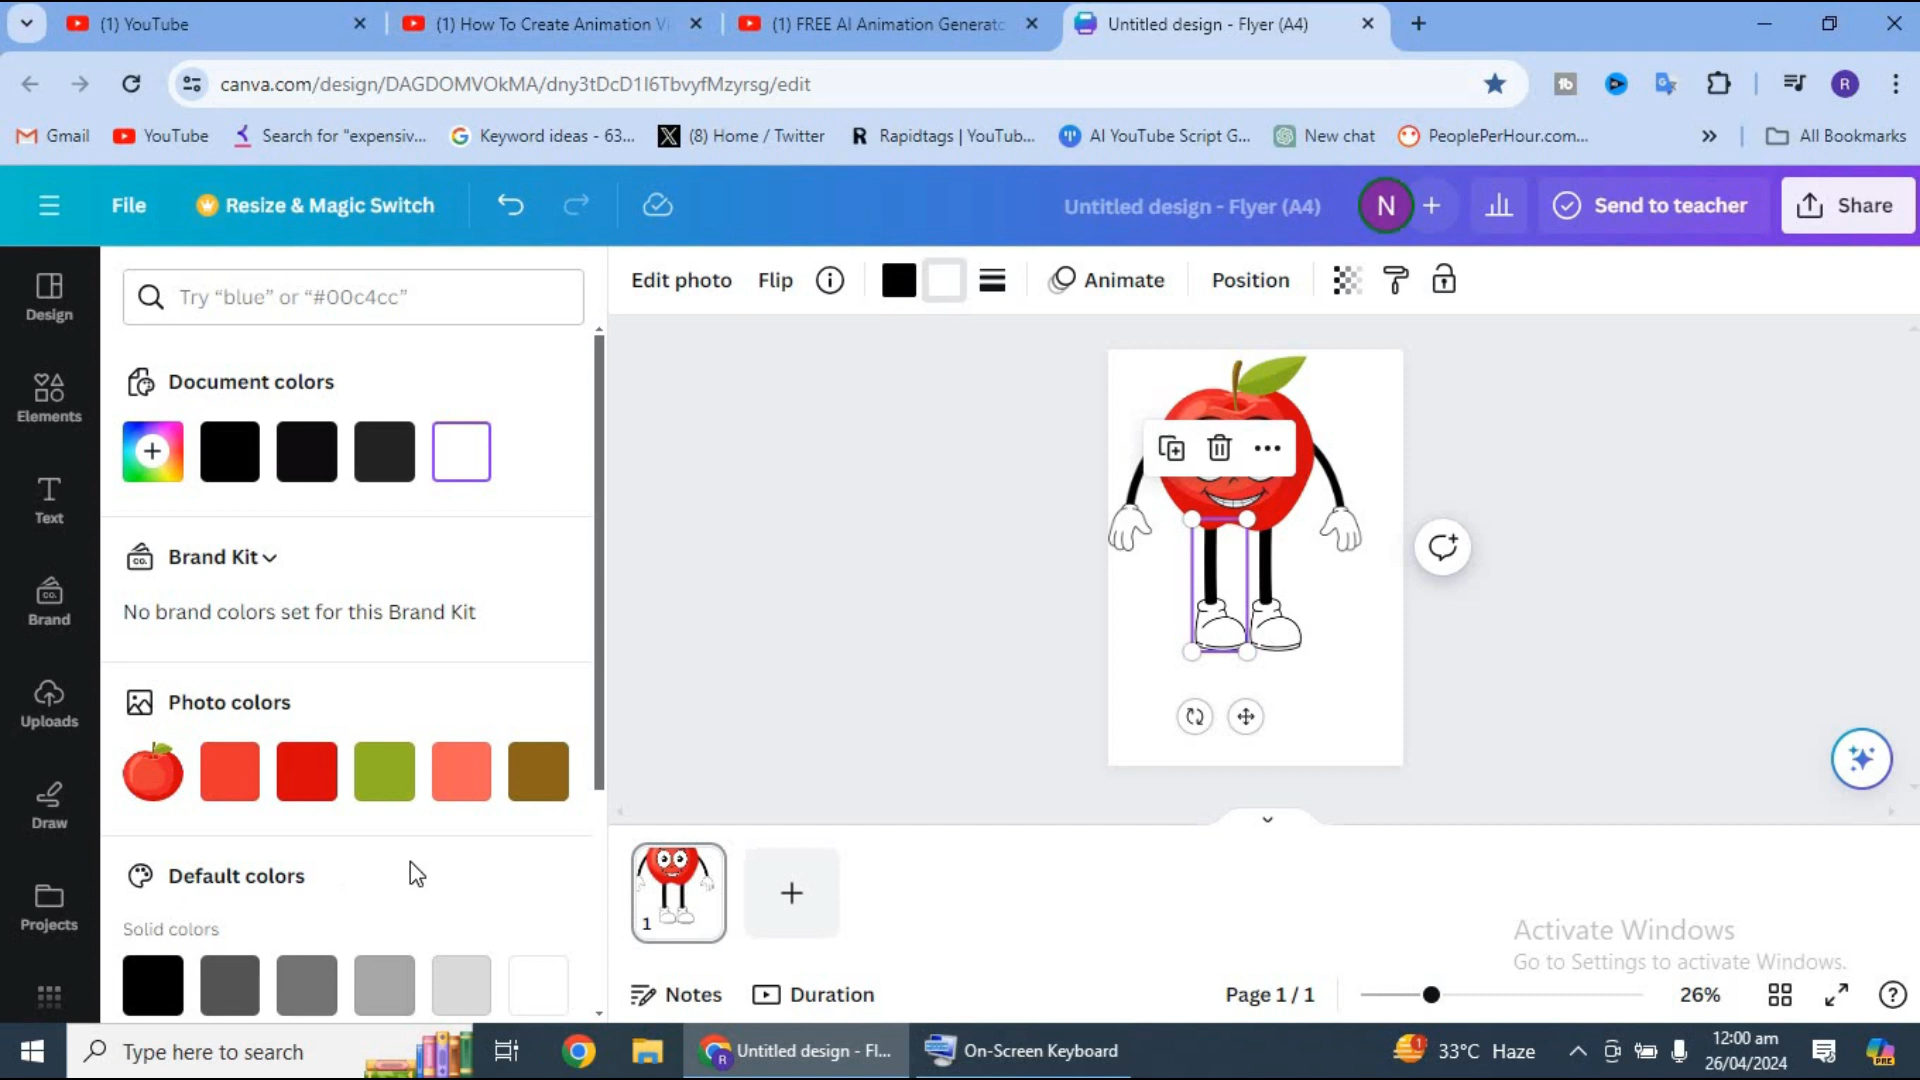 (1) YouTube
(1) How To Create Animation Vi
(1) FREE AI Animation Generato
Untitled design - Flyer (A4)
canva.com/design/DAGDOMVOkMA/dny3tDcD1I6TbvyfMzyrsg/edit
Gmail
YouTube
Search for "expensiv...
Keyword ideas - 63...
(8) Home / Twitter
Rapidtags | YouTub...
AI YouTube Script G...
New chat
PeoplePerHour.com...
All Bookmarks
File
Resize & Magic Switch
Untitled design - Flyer (A4)
N
Send to teacher
Share
Design
Elements
Text
Brand
Uploads
Draw
Projects
Try “blue” or “#00c4cc”
Document colors
Brand Kit
No brand colors set for this Brand Kit
Photo colors
Default colors
Solid colors
Edit photo
Flip
Animate
Position
1
Notes
Duration
Page 1 / 1
26%
Activate Windows
Go to Settings to activate Windows.
Type here to search
Untitled design - Fl...
On-Screen Keyboard
33°C Haze
12:00 am
26/04/2024